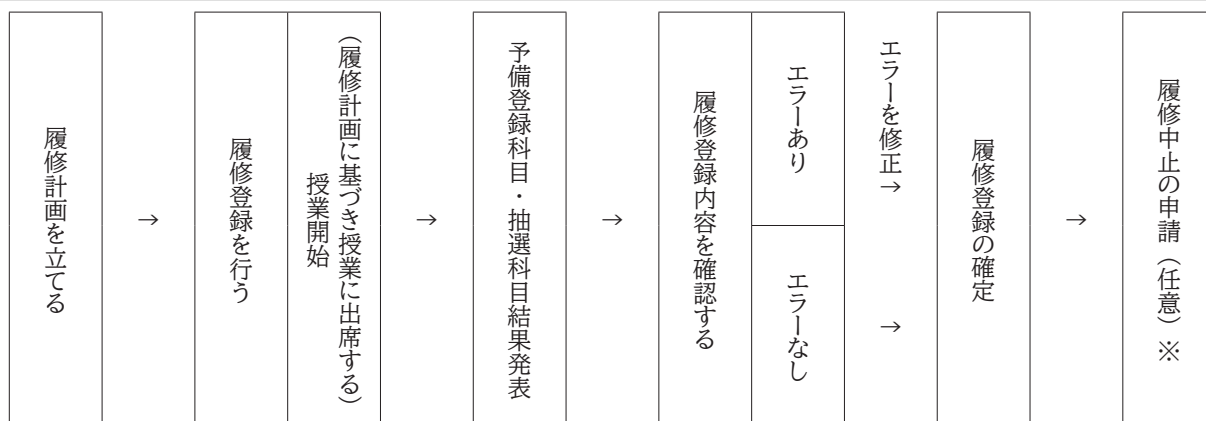 履修計画を立てる
→
履修登録を行う
授業開始
（履修計画に基づき授業に出席する）
→
予備登録科目・抽選科目結果発表
→
履修登録内容を確認する
エラーあり
エラーなし
エラーを修正→
→
履修登録の確定
→
履修中止の申請（任意）※